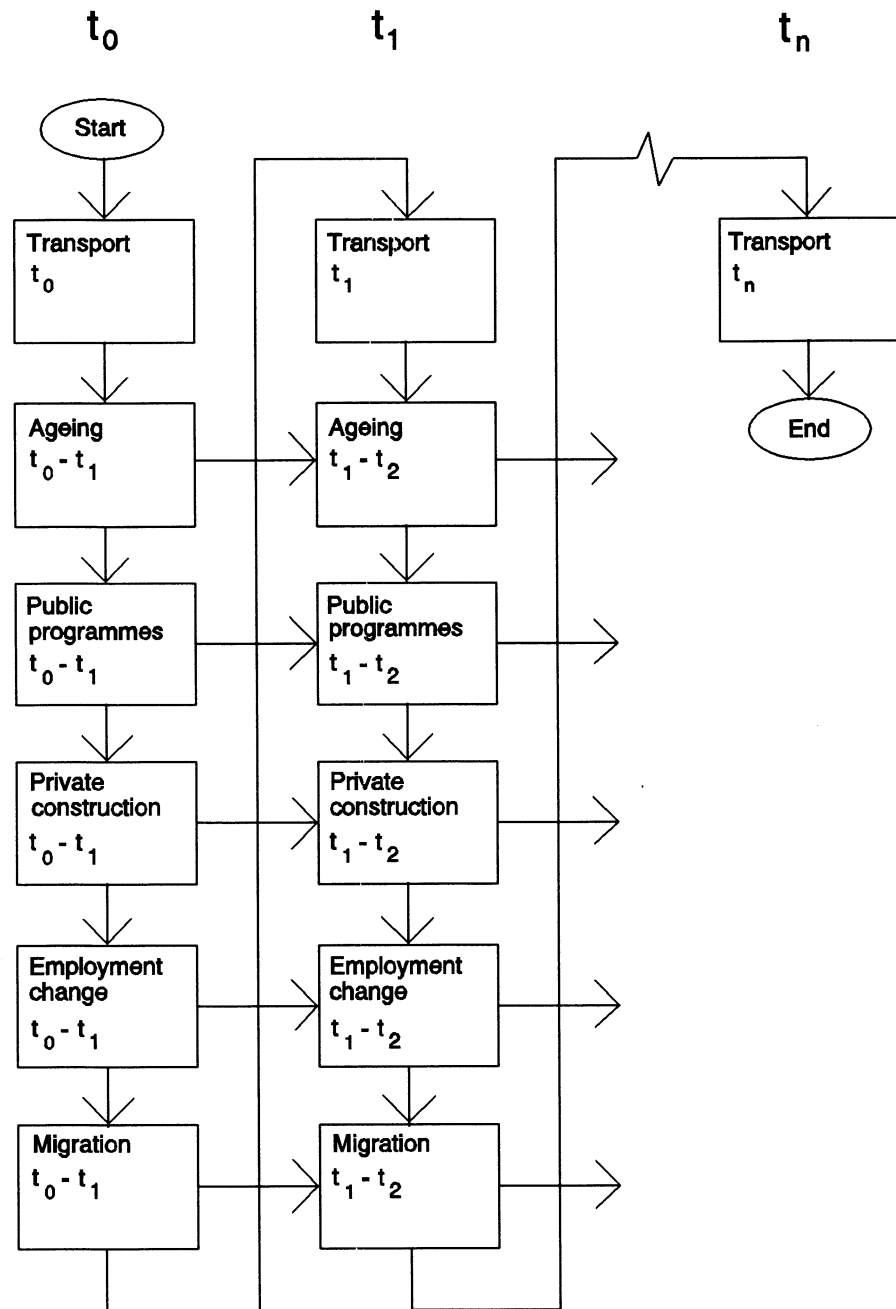 t0
t1
tn
Start
Transport
t0
Ageing
t0 - t1
Public
programmes
t0 - t1
Private
construction
t0 - t1
Employment
change
t0 - t1
Migration
t0 - t1
Transport
t1
Ageing
t1 - t2
Public
programmes
t1 - t2
Private
construction
t1 - t2
Employment
change
t1 - t2
Migration
t1 - t2
Transport
tn
End